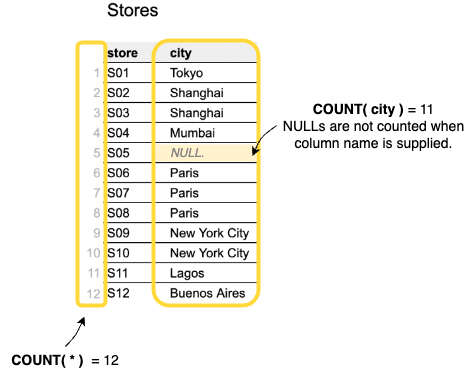 Stores
store city
1 S01 Tokyo
2 S02 Shanghai
3 S03 Shanghai
4 S04 Mumbai
5 S05 NULL.
6 S06 Paris
7 S07 Paris
8 S08 Paris
9 S09 New York City
10 S10 New York City
11 S11 Lagos
12 S12 Buenos Aires
COUNT( city ) = 11
NULLs are not counted when
column name is supplied.
COUNT( * ) = 12